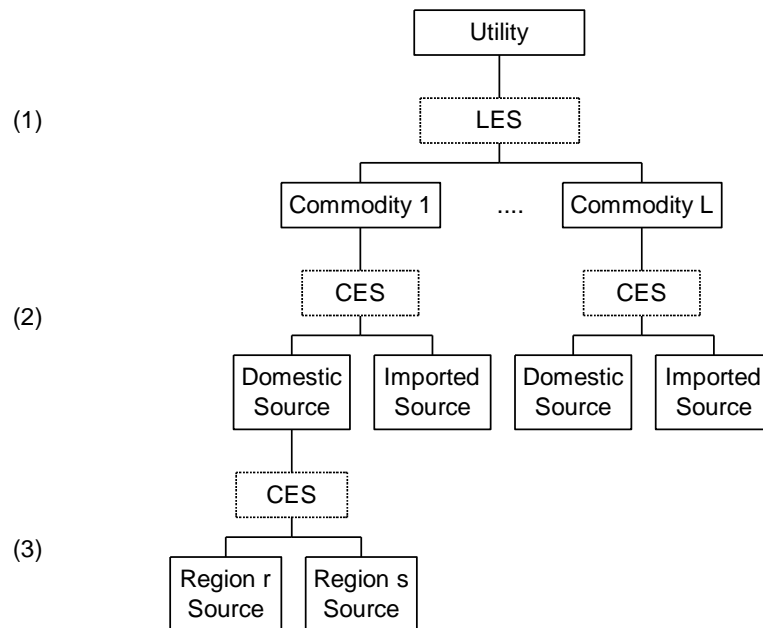 Utility
(1)
LES
Commodity 1 .... Commodity L
CES CES
(2)
Domestic Source Imported Source Domestic Source Imported Source
CES
(3)
Region r Source Region s Source